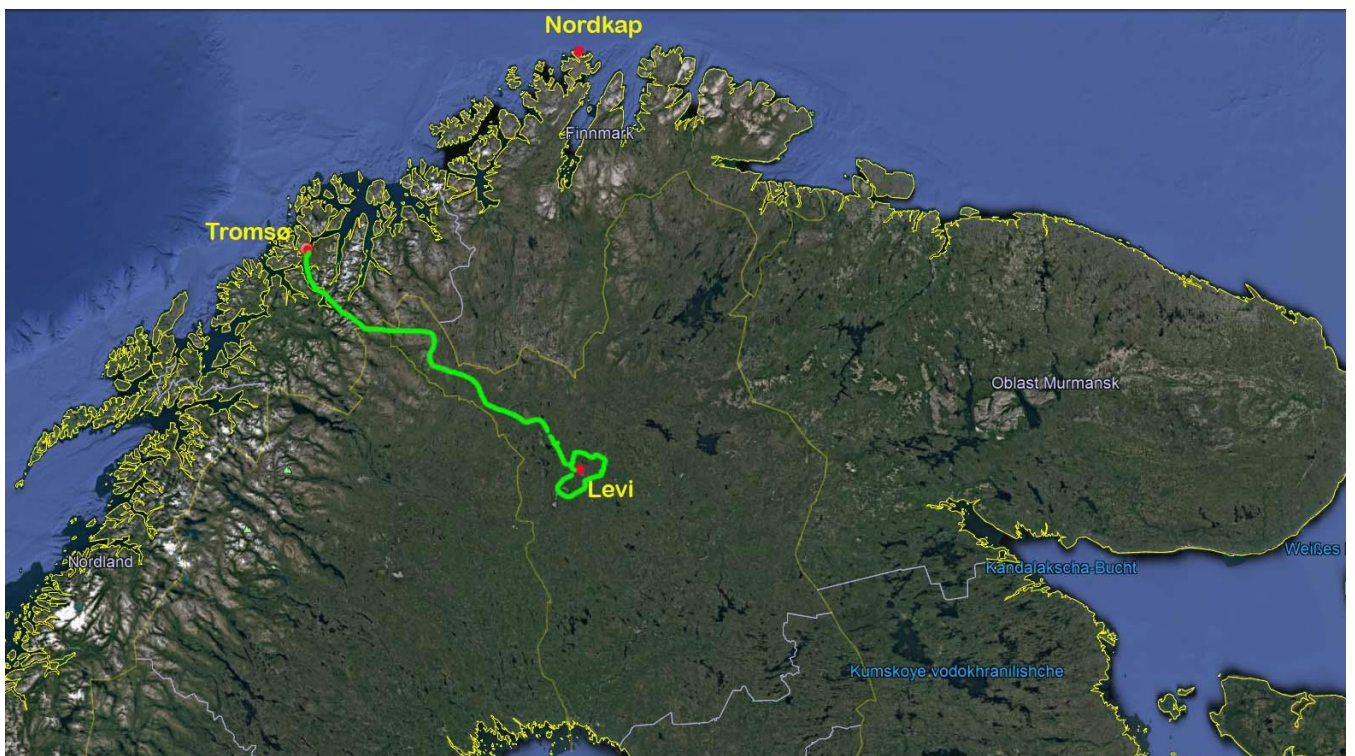 Nordkap
Finnmark
Tromsø
Oblast Murmansk
Levi
Nordland
Weißes
Kandalakscha-Bucht
Kumskoye vodokhranilishche